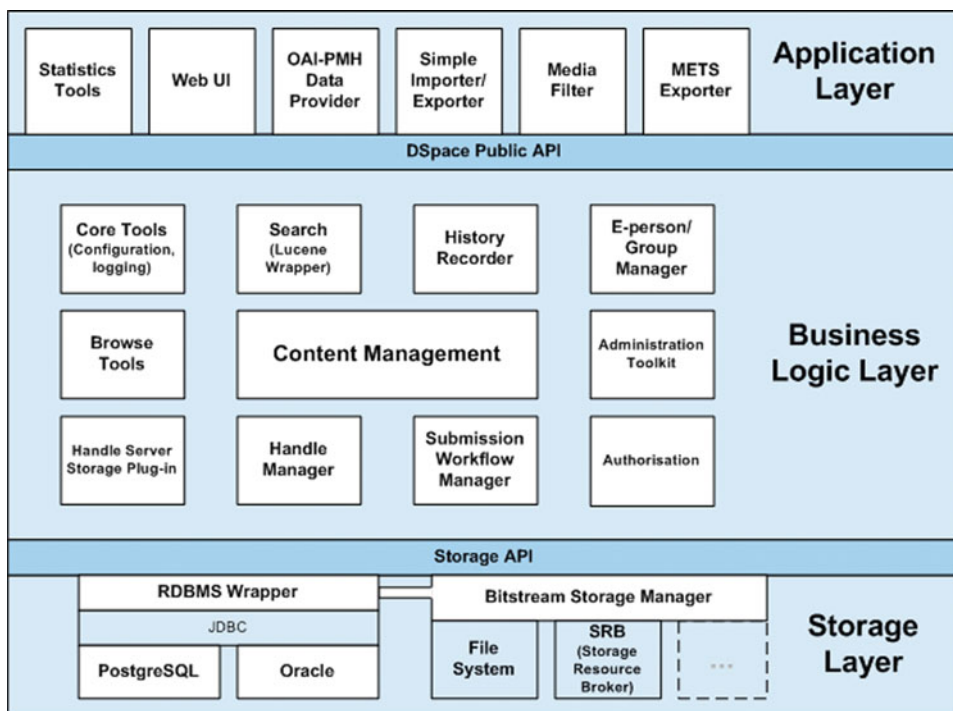 Statistics
Tools
Web UI
OAI-PMH
Data
Provider
Simple
Importer/
Exporter
Media
Filter
METS
Exporter
Application
Layer
DSpace Public API
Core Tools
(Configuration,
logging)
Search
(Lucene
Wrapper)
History
Recorder
E-person/
Group
Manager
Browse
Tools
Content Management
Administration
Toolkit
Business
Logic Layer
Handle Server
Storage Plug-in
Handle
Manager
Submission
Workflow
Manager
Authorisation
Storage API
RDBMS Wrapper
JDBC
PostgreSQL
Oracle
Bitstream Storage Manager
File
System
SRB
(Storage
Resource
Broker)
...
Storage
Layer